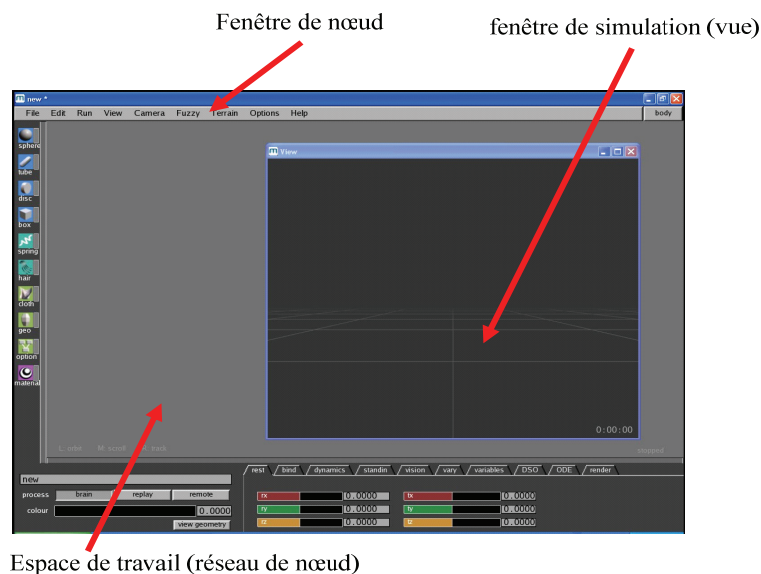 Fenêtre de nœud
fenêtre de simulation (vue)
new *
File Edit Run View Camera Fuzzy Terrain Options Help
body
sphere
View
tube
disc
box
spring
hair
cloth
geo
option
material
0:00:00
L: orbit M: scroll R: track
stopped
rest bind dynamics standin vision vary variables DSO ODE render
new
process brain replay remote
rx 0.0000 tx 0.0000
colour 0.0000
ry 0.0000 ty 0.0000
view geometry
rz 0.0000 tz 0.0000
Espace de travail (réseau de nœud)